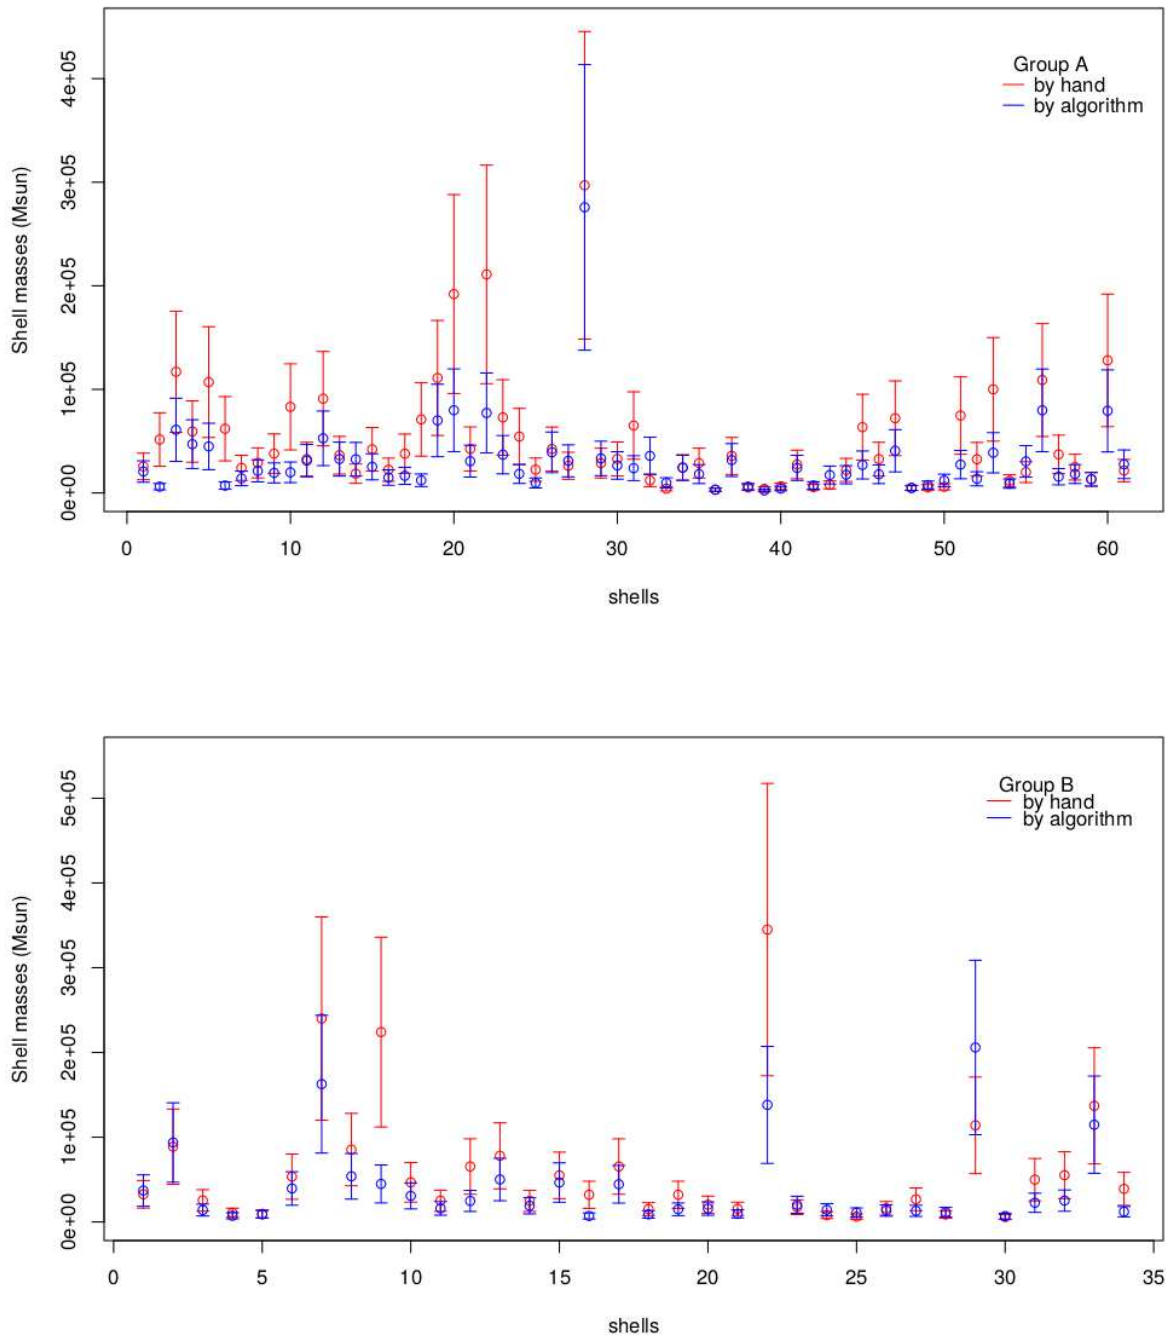 Group A
by hand
by algorithm
Shell masses (Msun)
4e+05
3e+05
2e+05
1e+05
0e+00
0 10 20 30 40 50 60
shells
Group B
by hand
by algorithm
Shell masses (Msun)
5e+05
4e+05
3e+05
2e+05
1e+05
0e+00
0 5 10 15 20 25 30 35
shells